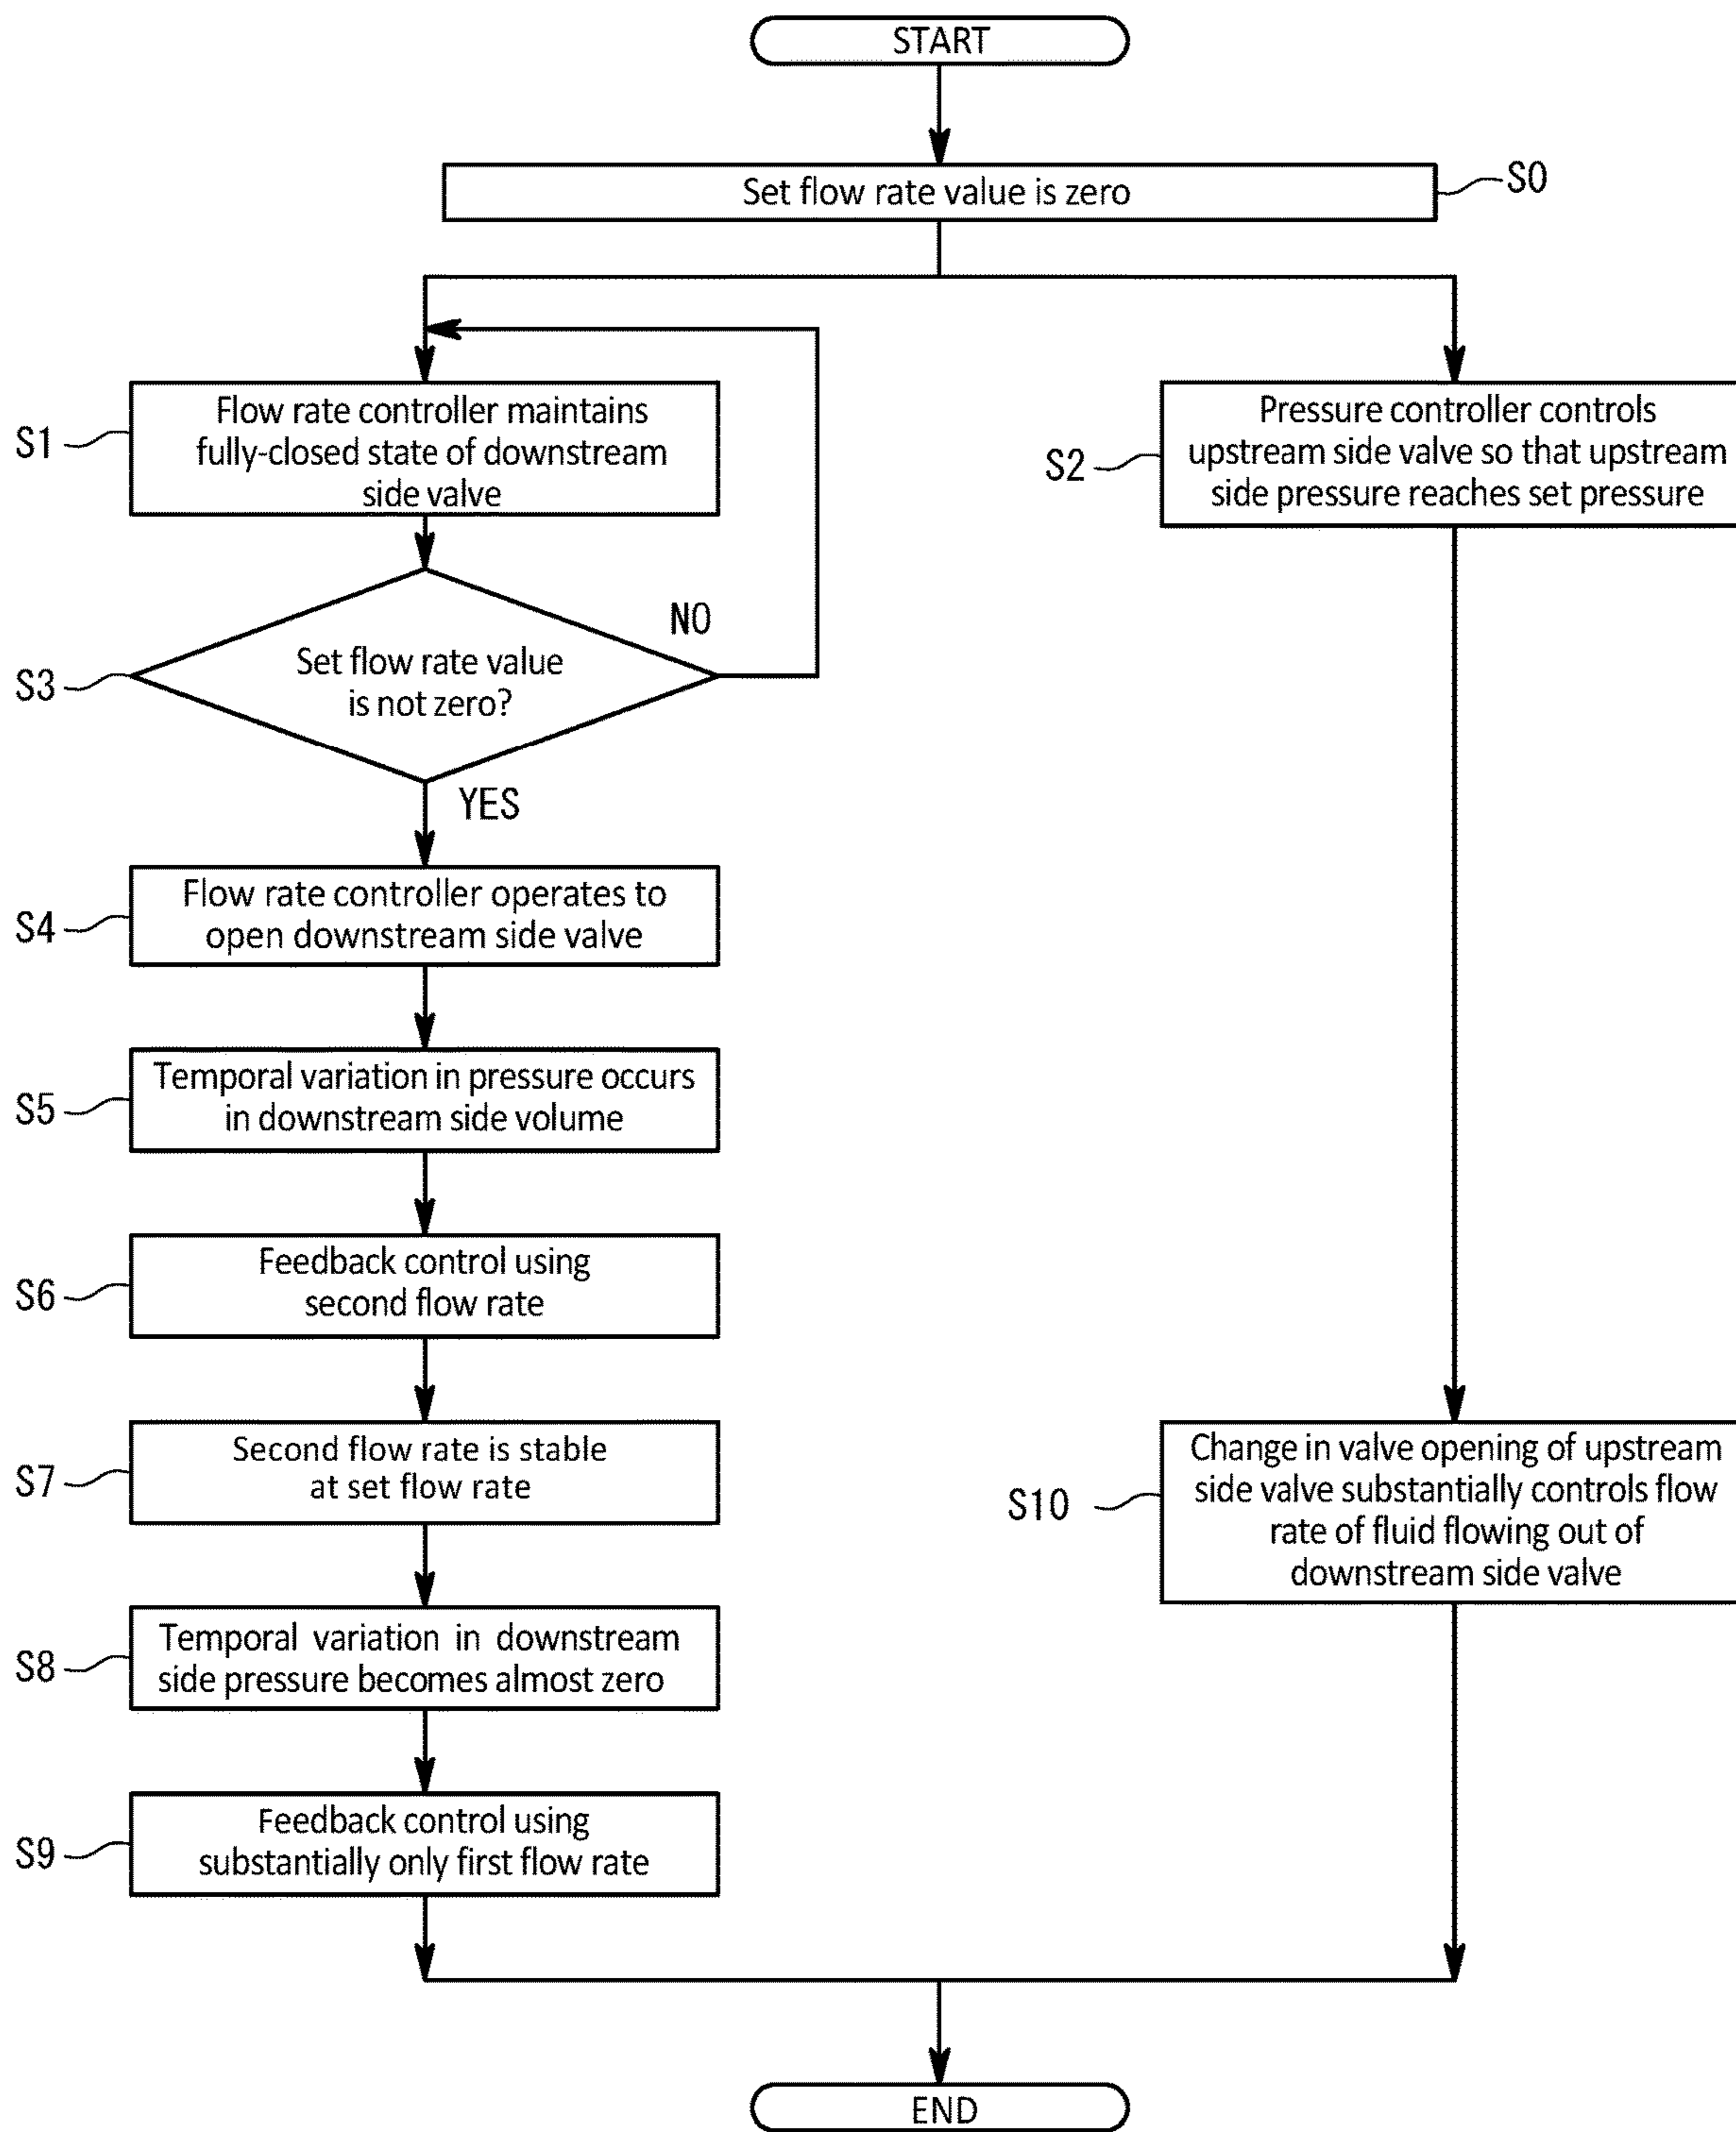 START
Set flow rate value is zero
S0
S1
Flow rate controller maintains
fully-closed state of downstream
side valve
S2
Pressure controller controls
upstream side valve so that upstream
side pressure reaches set pressure
NO
S3
Set flow rate value
is not zero?
YES
S4
Flow rate controller operates to
open downstream side valve
S5
Temporal variation in pressure occurs
in downstream side volume
S6
Feedback control using
second flow rate
S7
Second flow rate is stable
at set flow rate
S10
Change in valve opening of upstream
side valve substantially controls flow
rate of fluid flowing out of
downstream side valve
S8
Temporal variation in downstream
side pressure becomes almost zero
S9
Feedback control using
substantially only first flow rate
END